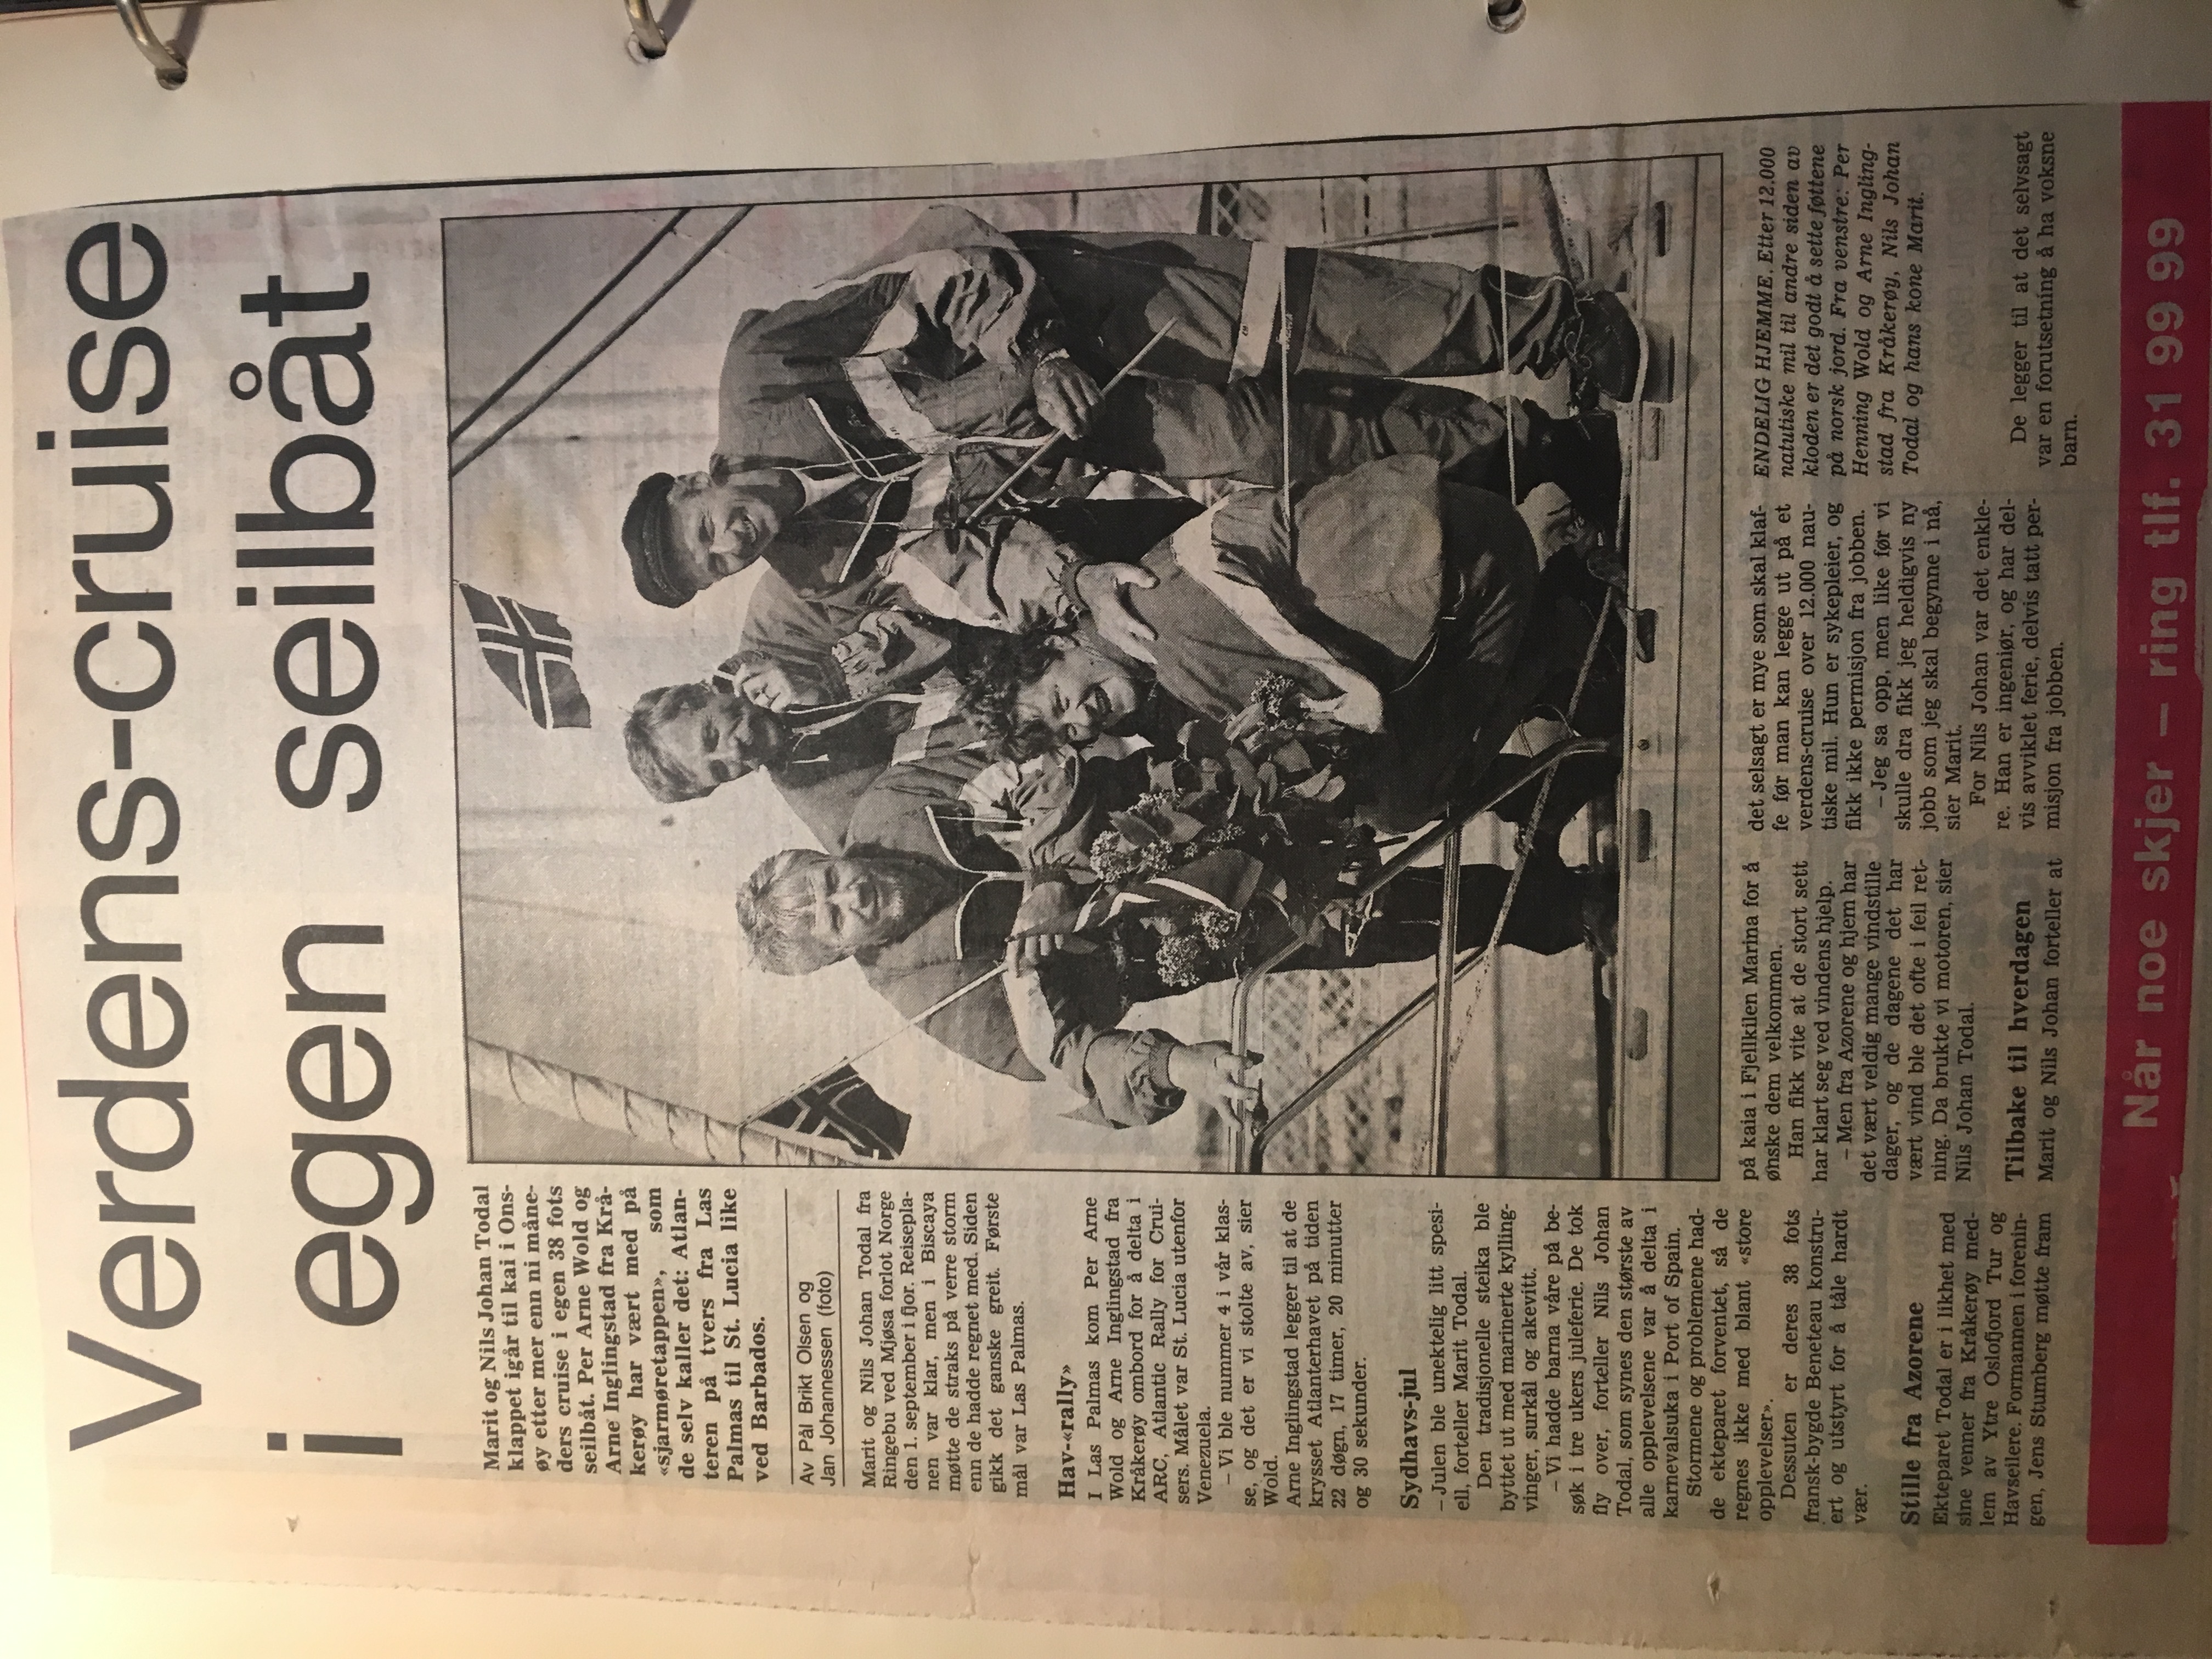 Verdens-cruise
i egen seilbåt
Marit og Nils Johan Todal
klappet igår til kai i Ons-
øy etter mer enn ni måne-
ders cruise i egen 38 fots
seilbåt. Per Arne Wold og
Arne Inglingstad fra Krå-
kerøy har vært med på
«sjarmøretappen», som
de selv kaller det: Atlan-
teren på tvers fra Las
Palmas til St. Lucia like
ved Barbados.
Av Pål Brikt Olsen og
Jan Johannessen (foto)
Marit og Nils Johan Todal fra
Ringebu ved Mjøsa forlot Norge
den 1. september i fjor. Reisepla-
nen var klar, men i Biscaya
møtte de straks på verre storm
enn de hadde regnet med. Siden
gikk det ganske greit. Første
mål var Las Palmas.
Hav-«rally»
I Las Palmas kom Per Arne
Wold og Arne Inglingstad fra
Kråkerøy ombord for å delta i
ARC, Atlantic Rally for Crui-
sers. Målet var St. Lucia utenfor
Venezuela.
– Vi ble nummer 4 i vår klas-
se, og det er vi stolte av, sier
Wold.
Arne Inglingstad legger til at de
krysset Atlanterhavet på tiden
22 døgn, 17 timer, 20 minutter
og 30 sekunder.
Sydhavs-jul
– Julen ble unektelig litt spesi-
ell, forteller Marit Todal.
Den tradisjonelle steika ble
byttet ut med marinerte kylling-
vinger, surkål og akevitt.
– Vi hadde barna våre på be-
søk i tre ukers juleferie. De tok
fly over, forteller Nils Johan
Todal, som synes den største av
alle opplevelsene var å delta i
karnevalsuka i Port of Spain.
Stormene og problemene had-
de ekteparet forventet, så de
regnes ikke med blant «store
opplevelser».
Dessuten er deres 38 fots
fransk-bygde Beneteau konstru-
ert og utstyrt for å tåle hardt
vær.
Stille fra Azorene
Ekteparet Todal er i likhet med
sine venner fra Kråkerøy med-
lem av Ytre Oslofjord Tur og
Havseilere. Formannen i forenin-
gen, Jens Stumberg møtte fram
på kaia i Fjellkilen Marina for å
ønske dem velkommen.
Han fikk vite at de stort sett
har klart seg ved vindens hjelp.
– Men fra Azorene og hjem har
det vært veldig mange vindstille
dager, og de dagene det har
vært vind ble det ofte i feil ret-
ning. Da brukte vi motoren, sier
Nils Johan Todal.
Tilbake til hverdagen
Marit og Nils Johan forteller at
det selsagt er mye som skal klaf-
fe før man kan legge ut på et
verdens-cruise over 12.000 nau-
tiske mil. Hun er sykepleier, og
fikk ikke permisjon fra jobben.
– Jeg sa opp, men like før vi
skulle dra fikk jeg heldigvis ny
jobb som jeg skal begynne i nå,
sier Marit.
For Nils Johan var det enkle-
re. Han er ingeniør, og har del-
vis avviklet ferie, delvis tatt per-
misjon fra jobben.
ENDELIG HJEMME. Etter 12.000
natutiske mil til andre siden av
kloden er det godt å sette føttene
på norsk jord. Fra venstre: Per
Henning Wold og Arne Ingling-
stad fra Kråkerøy, Nils Johan
Todal og hans kone Marit.
De legger til at det selvsagt
var en forutsetning å ha voksne
barn.
Når noe skjer – ring tlf. 31 99 99